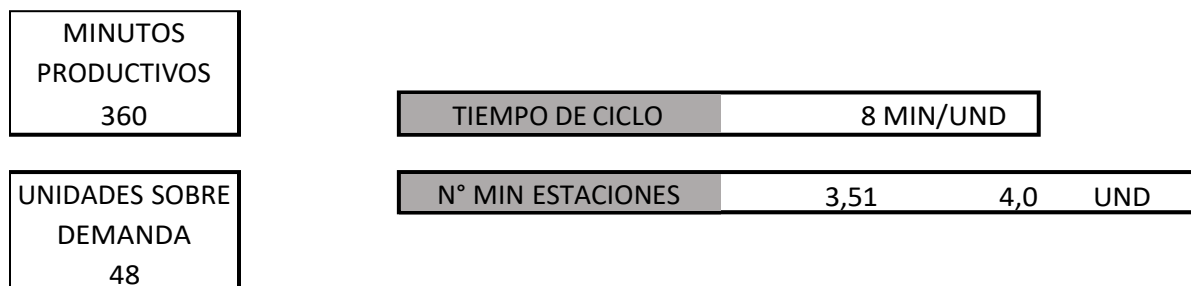 MINUTOS
PRODUCTIVOS
360
TIEMPO DE CICLO 8 MIN/UND
UNIDADES SOBRE
DEMANDA
48
N° MIN ESTACIONES 3,51 4,0 UND